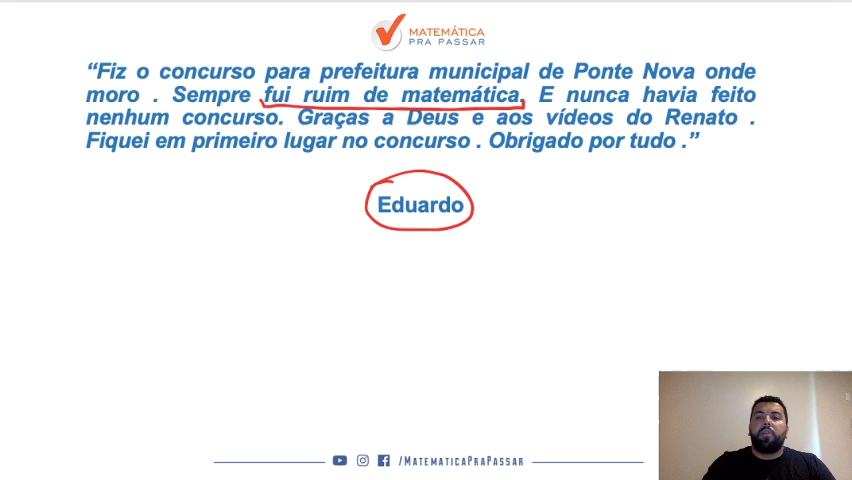 MATEMÁTICA
PRA PASSAR
“Fiz o concurso para prefeitura municipal de Ponte Nova onde
moro . Sempre fui ruim de matemática. E nunca havia feito
nenhum concurso. Graças a Deus e aos vídeos do Renato .
Fiquei em primeiro lugar no concurso . Obrigado por tudo .”
Eduardo
/MatematicaPraPassar